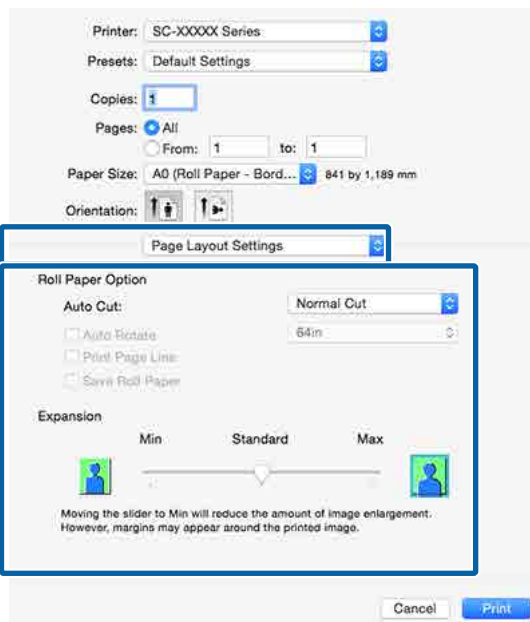 Printer: SC-XXXXX Series
Presets: Default Settings
Copies: 1
Pages: All
From: 1 to: 1
Paper Size: A0 (Roll Paper - Bord... 841 by 1,189 mm
Orientation:
Page Layout Settings
Roll Paper Option
Auto Cut: Normal Cut
Auto Rotate 64in
Print Page Line
Save Roll Paper
Expansion
Min Standard Max
Moving the slider to Min will reduce the amount of image enlargement.
However, margins may appear around the printed image.
Cancel Print